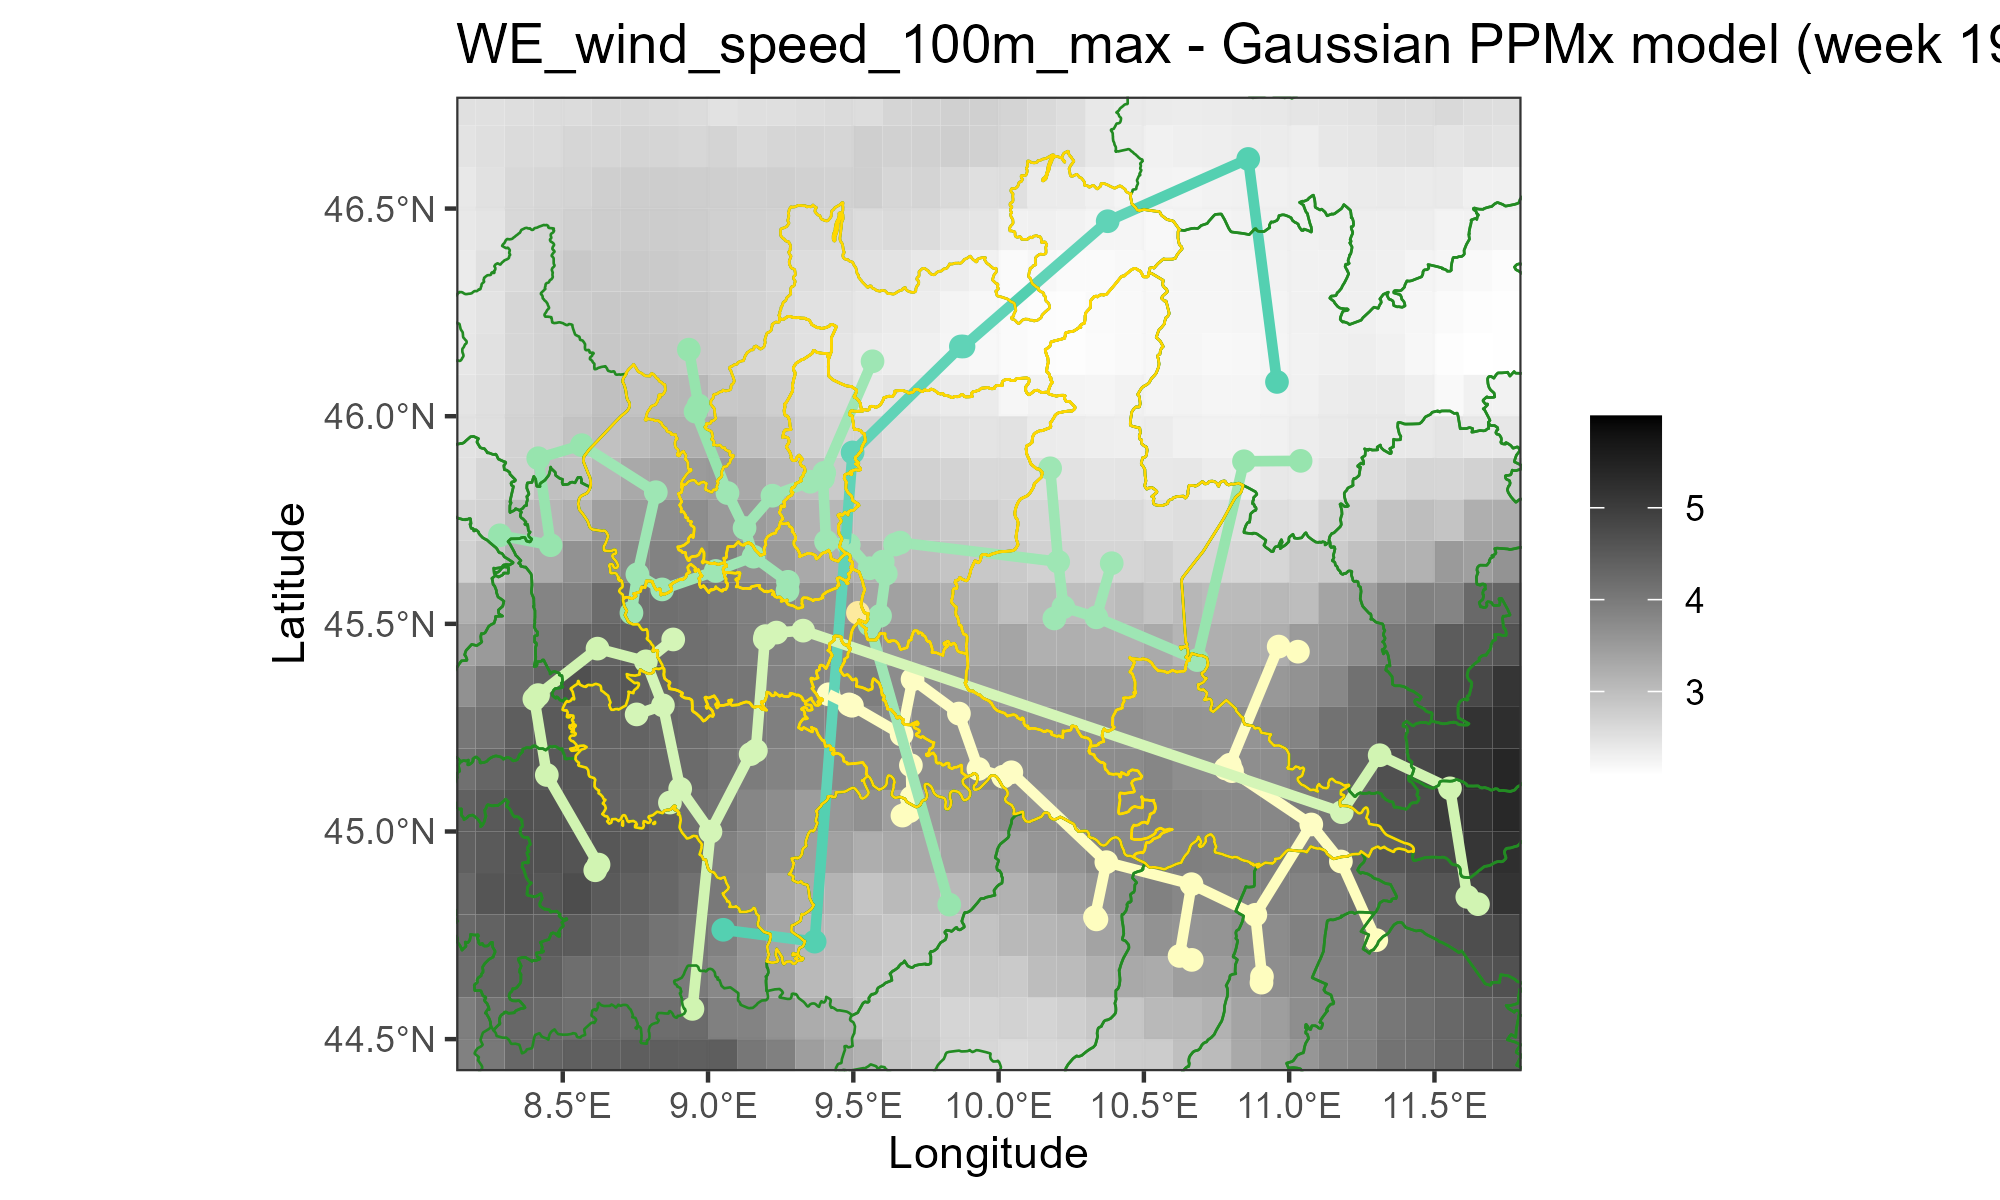 WE_wind_speed_100m_max - Gaussian PPMx model (week 19
46.5°N
46.0°N
45.5°N
45.0°N
44.5°N
Latitude
8.5°E
9.0°E
9.5°E
10.0°E
10.5°E
11.0°E
11.5°E
Longitude
5
4
3